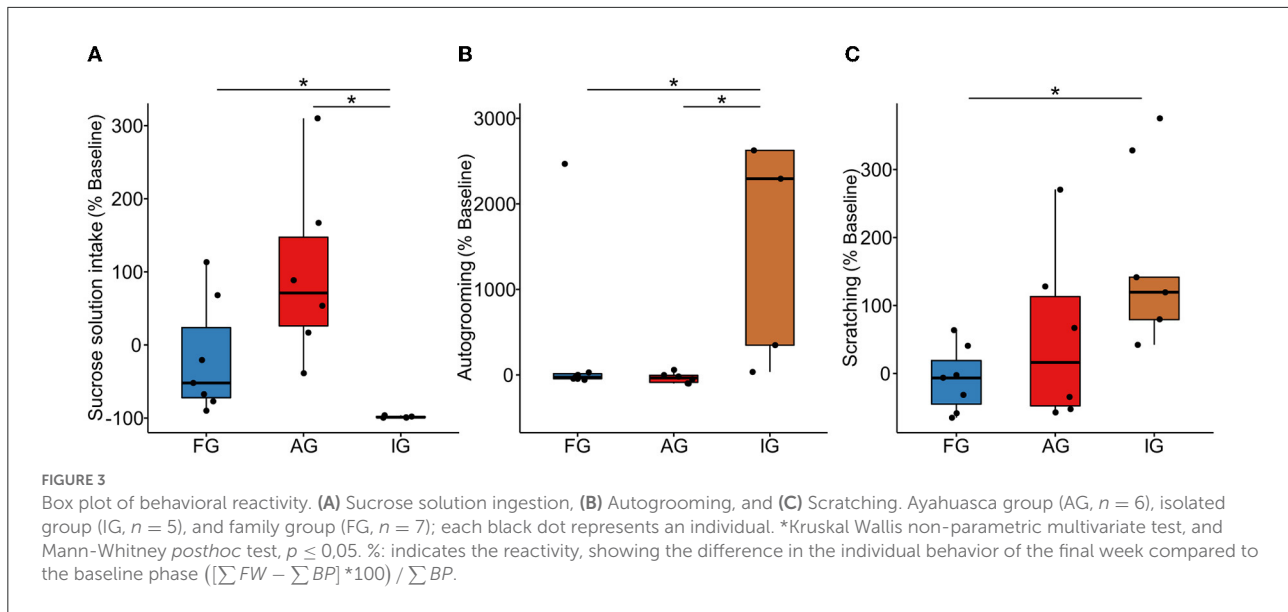 A
B
C
*
*
*
*
*
Sucrose solution intake (% Baseline)
300
200
100
0
-100
FG AG IG
Autogrooming (% Baseline)
3000
2000
1000
0
FG AG IG
Scratching (% Baseline)
300
200
100
0
FG AG IG
FIGURE 3
Box plot of behavioral reactivity. (A) Sucrose solution ingestion, (B) Autogrooming, and (C) Scratching. Ayahuasca group (AG, n = 6), isolated
group (IG, n = 5), and family group (FG, n = 7); each black dot represents an individual. *Kruskal Wallis non-parametric multivariate test, and
Mann-Whitney posthoc test, p ≤ 0,05. %: indicates the reactivity, showing the difference in the individual behavior of the final week compared to
the baseline phase ([∑ FW − ∑ BP] *100) / ∑ BP.